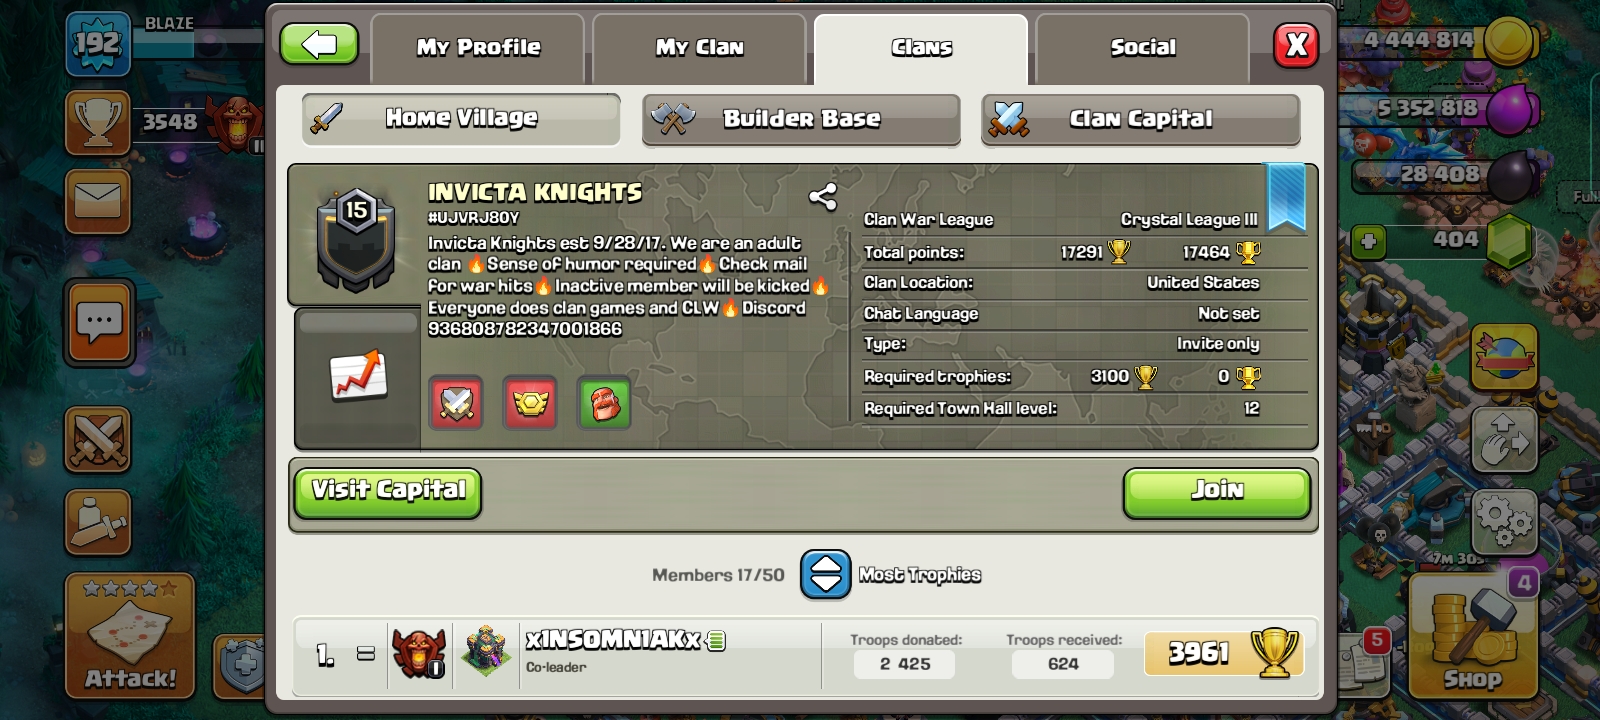 192
BLAZE
3548
My Profile
My Clan
Clans
Social
X
4 444 814
5 352 818
28 408
404
Home Village
Builder Base
Clan Capital
15
INVICTA KNIGHTS
#UJVRJ80Y
Invicta Knights est 9/28/17. We are an adult
clan 🔥Sense of humor required🔥Check mail
for war hits🔥Inactive member will be kicked🔥
Everyone does clan games and CLW🔥Discord
936808782347001866
Clan War League Crystal League III
Total points: 17291 17464
Clan Location: United States
Chat Language Not set
Type: Invite only
Required trophies: 3100 0
Required Town Hall level: 12
Visit Capital
Join
Members 17/50
Most Trophies
1. = I xINSOMN1AKx
Co-leader
Troops donated:
2 425
Troops received:
624
3961
Attack!
4
5
Shop